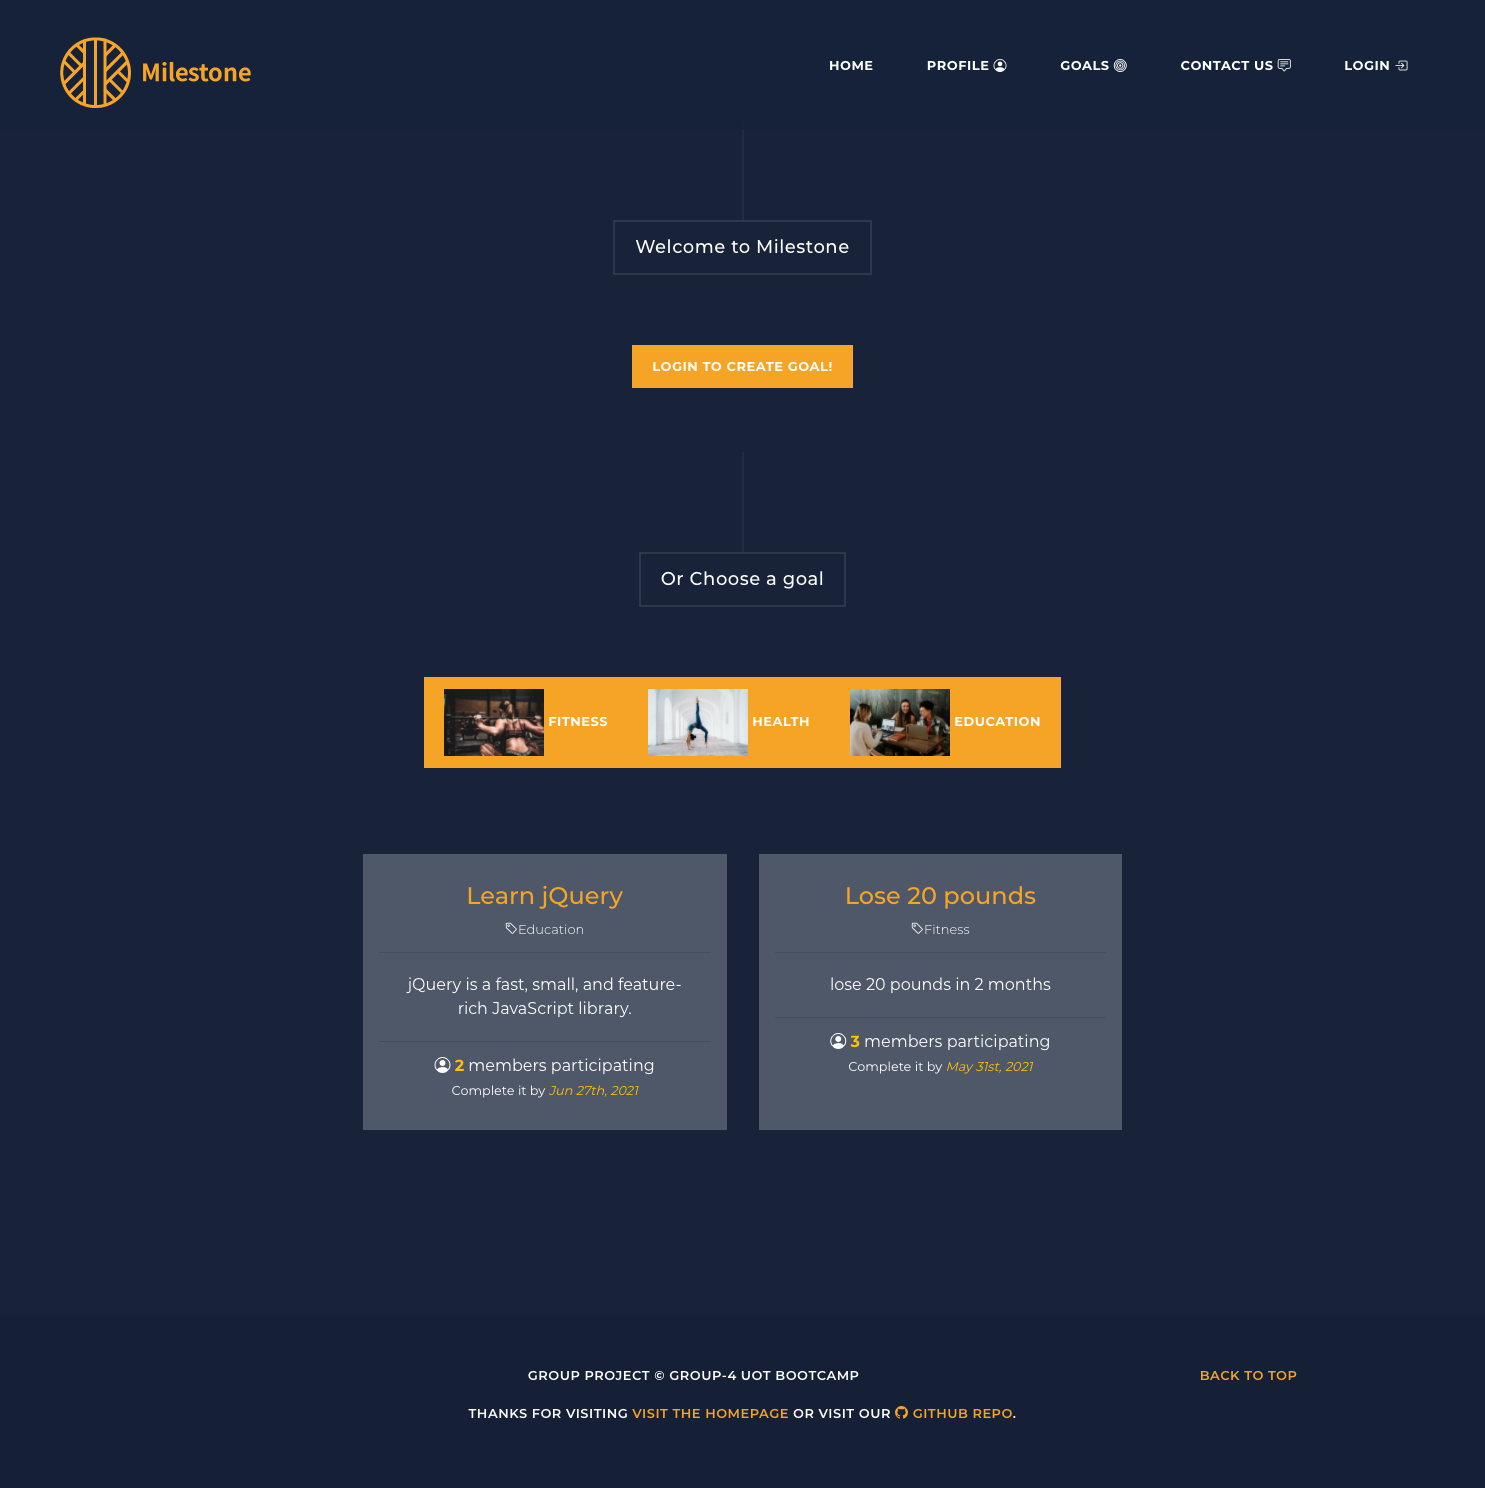 Milestone
HOME PROFILE GOALS CONTACT US LOGIN
Welcome to Milestone
LOGIN TO CREATE GOAL!
Or Choose a goal
FITNESS HEALTH EDUCATION
Learn jQuery
Education
jQuery is a fast, small, and feature-
rich JavaScript library.
2 members participating
Complete it by Jun 27th, 2021
Lose 20 pounds
Fitness
lose 20 pounds in 2 months
3 members participating
Complete it by May 31st, 2021
GROUP PROJECT © GROUP-4 UOT BOOTCAMP
BACK TO TOP
THANKS FOR VISITING VISIT THE HOMEPAGE OR VISIT OUR GITHUB REPO.